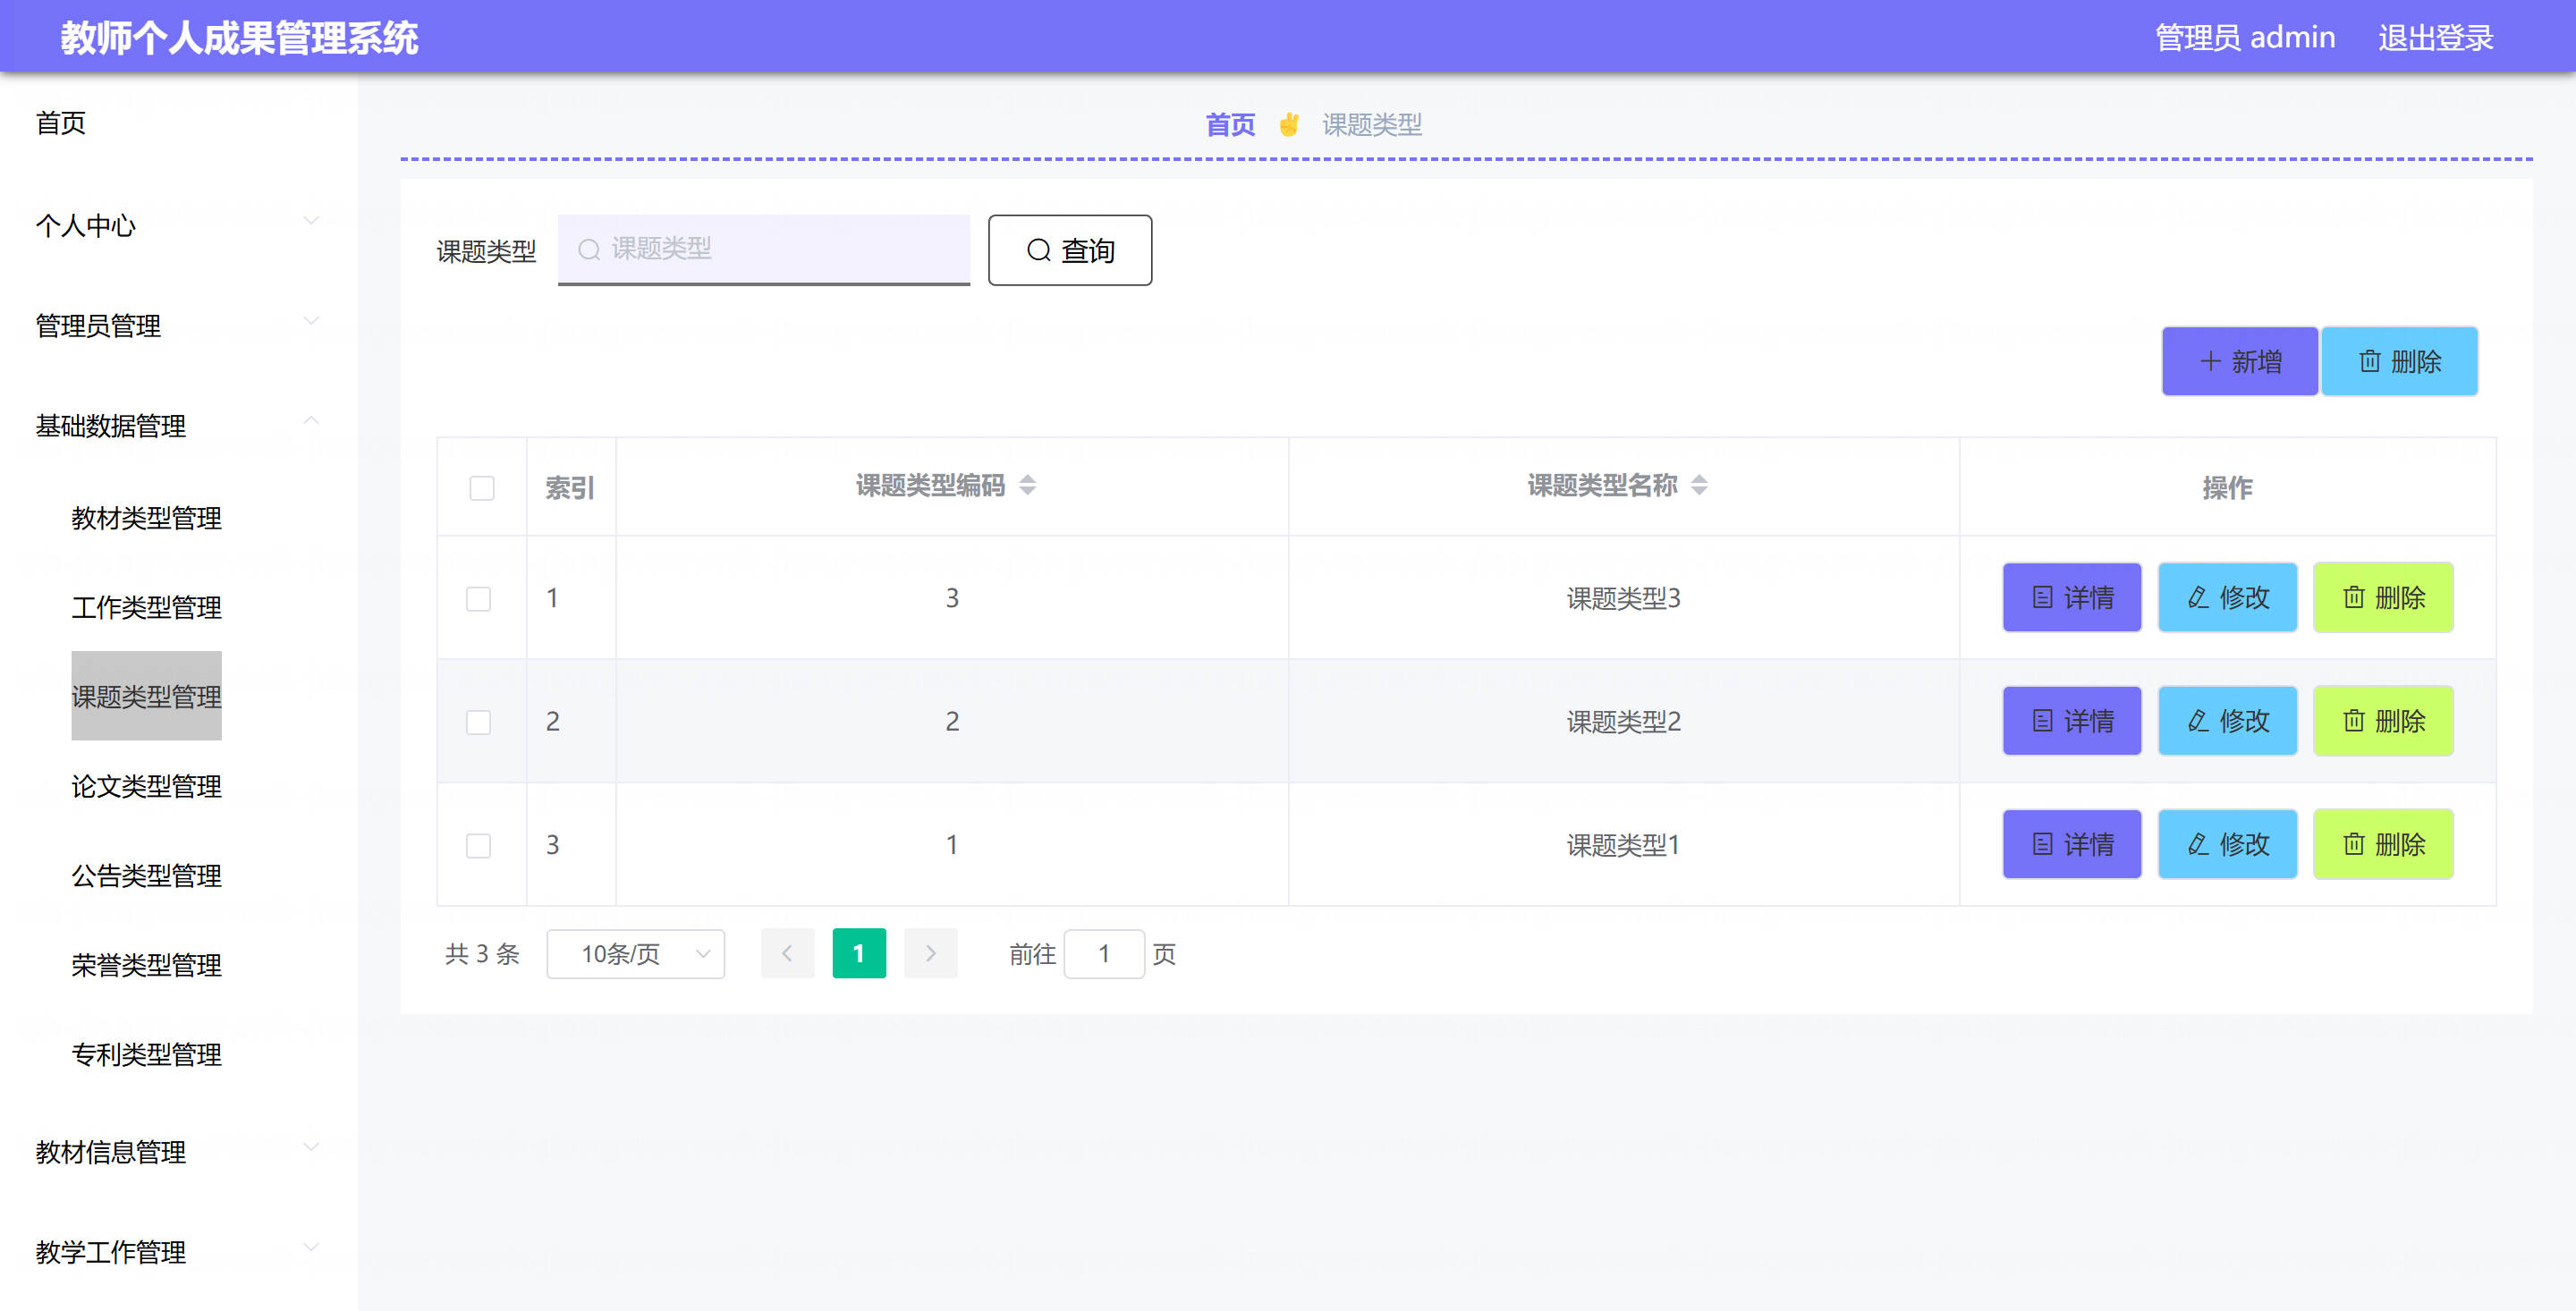 教师个人成果管理系统
管理员 admin
退出登录
首页
个人中心
管理员管理
基础数据管理
教材类型管理
工作类型管理
课题类型管理
论文类型管理
公告类型管理
荣誉类型管理
专利类型管理
教材信息管理
教学工作管理
首页 ✌ 课题类型
课题类型 课题类型 查询
新增 删除
索引 课题类型编码 课题类型名称 操作
1 3 课题类型3 详情 修改 删除
2 2 课题类型2 详情 修改 删除
3 1 课题类型1 详情 修改 删除
共 3 条 10条/页 1 前往 1 页